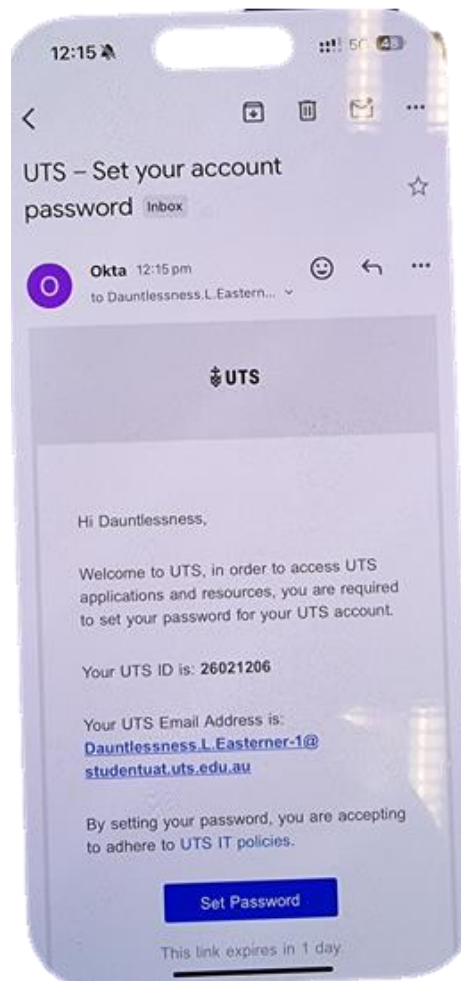 12:15
5G 48
UTS – Set your account
password Inbox
Okta 12:15 pm
O
to Dauntlessness.L.Eastern...
UTS
Hi Dauntlessness,
Welcome to UTS, in order to access UTS
applications and resources, you are required
to set your password for your UTS account.
Your UTS ID is: 26021206
Your UTS Email Address is:
Dauntlessness.L.Easterner-1@
studentuat.uts.edu.au
By setting your password, you are accepting
to adhere to UTS IT policies.
Set Password
This link expires in 1 day.